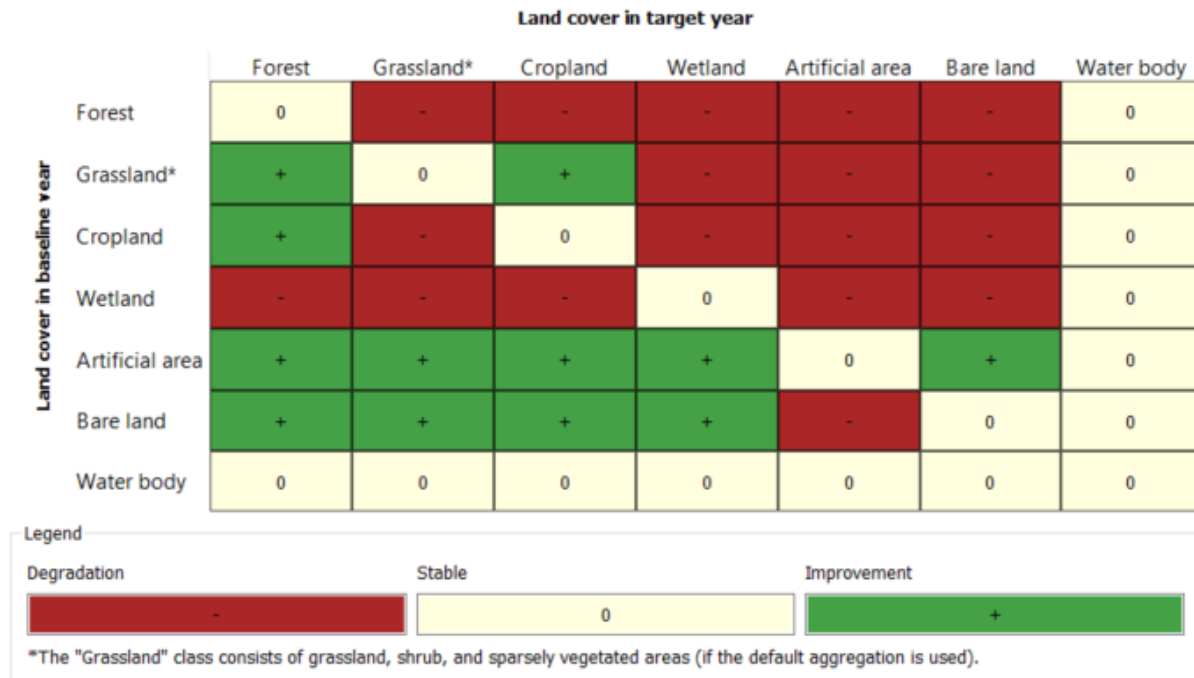 Land cover in target year
Forest Grassland* Cropland Wetland Artificial area Bare land Water body
Land cover in baseline year
Forest 0 - - - - - 0
Grassland* + 0 + - - - 0
Cropland + - 0 - - - 0
Wetland - - - 0 - - 0
Artificial area + + + + 0 + 0
Bare land + + + + - 0 0
Water body 0 0 0 0 0 0 0
Legend
Degradation Stable Improvement
- 0 +
*The "Grassland" class consists of grassland, shrub, and sparsely vegetated areas (if the default aggregation is used).